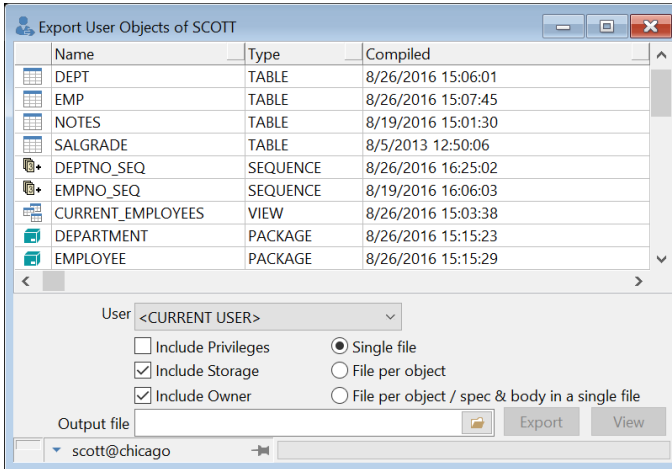 Export User Objects of SCOTT
Name Type Compiled
DEPT TABLE 8/26/2016 15:06:01
EMP TABLE 8/26/2016 15:07:45
NOTES TABLE 8/19/2016 15:01:30
SALGRADE TABLE 8/5/2013 12:50:06
DEPTNO_SEQ SEQUENCE 8/26/2016 16:25:02
EMPNO_SEQ SEQUENCE 8/19/2016 16:06:03
CURRENT_EMPLOYEES VIEW 8/26/2016 15:03:38
DEPARTMENT PACKAGE 8/26/2016 15:15:23
EMPLOYEE PACKAGE 8/26/2016 15:15:29
User <CURRENT USER>
Include Privileges Single file
Include Storage File per object
Include Owner File per object / spec & body in a single file
Output file Export View
scott@chicago